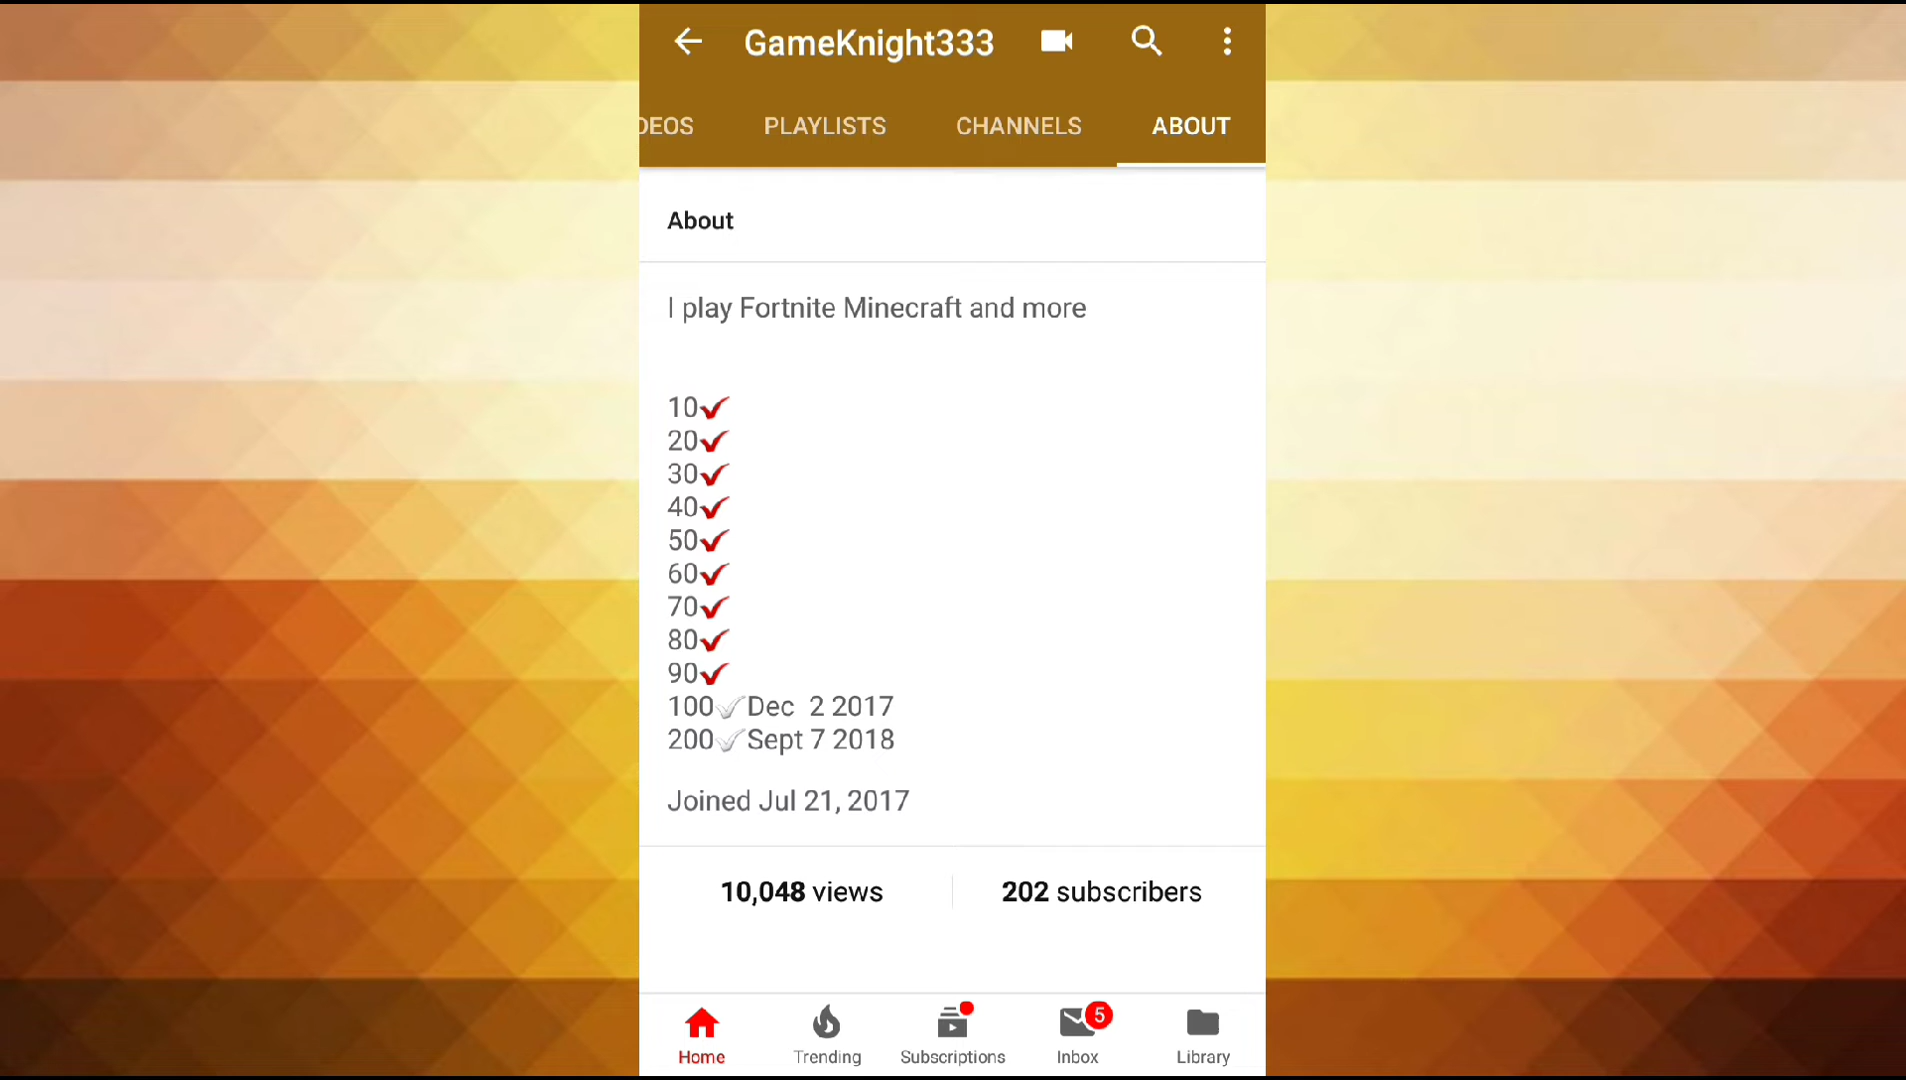 GameKnight333
DEOS PLAYLISTS CHANNELS ABOUT
About
I play Fortnite Minecraft and more
10✔
20✔
30✔
40✔
50✔
60✔
70✔
80✔
90✔
100✔Dec  2 2017
200✔Sept 7 2018
Joined Jul 21, 2017
10,048 views 202 subscribers
5
Home Trending Subscriptions Inbox Library